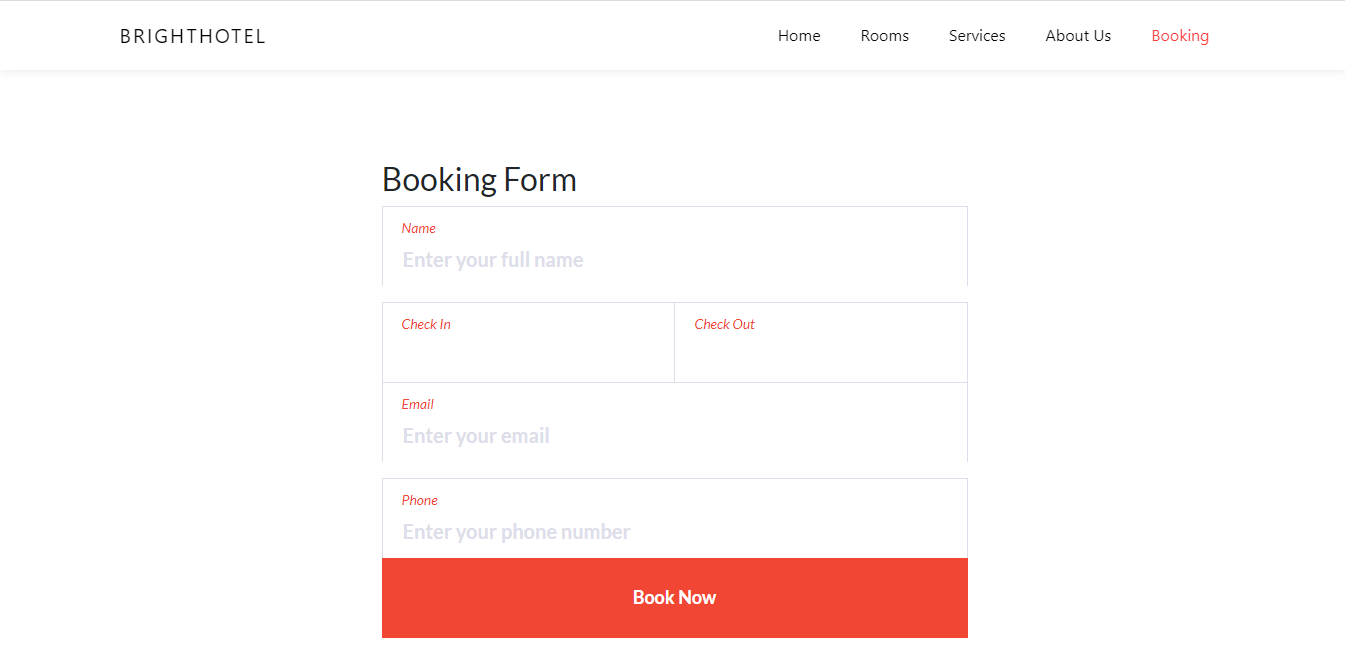 BRIGHTHOTEL Home Rooms Services About Us Booking
Booking Form
Name
Enter your full name
Check In Check Out
Email
Enter your email
Phone
Enter your phone number
Book Now